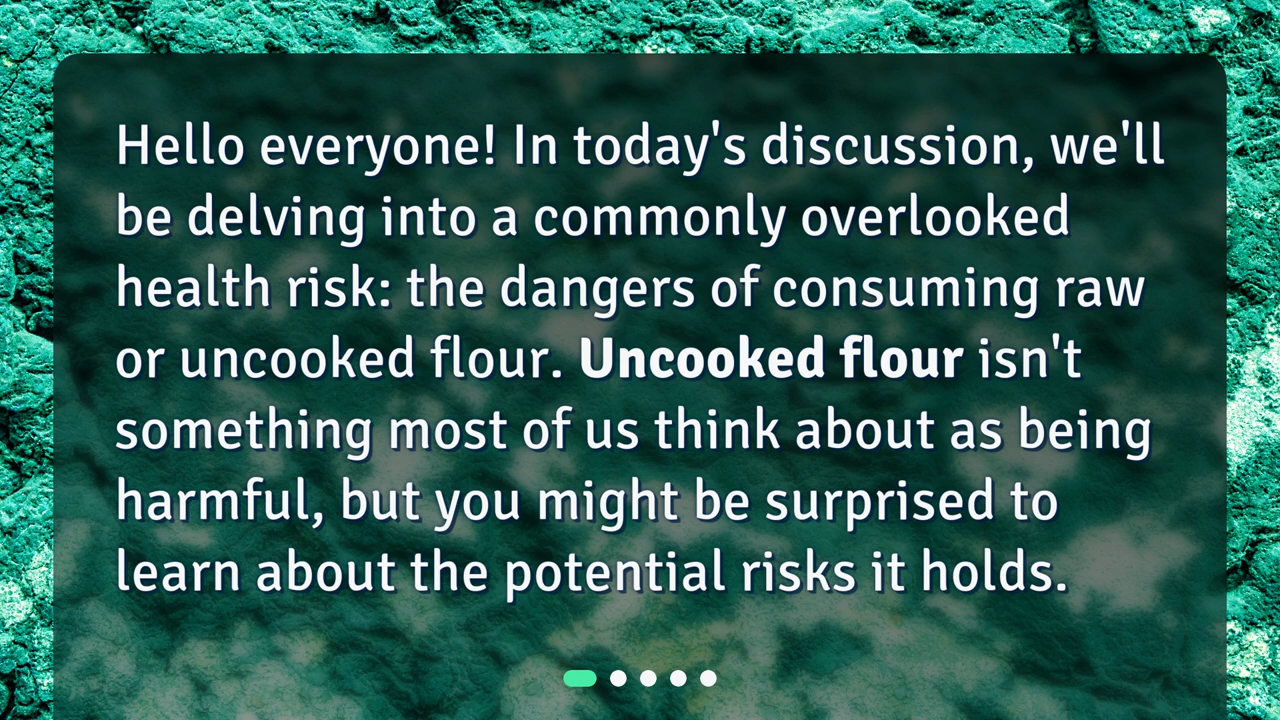 Hello everyone! In today's discussion, we'll
be delving into a commonly overlooked
health risk: the dangers of consuming raw
or uncooked flour. Uncooked flour isn't
something most of us think about as being
harmful, but you might be surprised to
learn about the potential risks it holds.